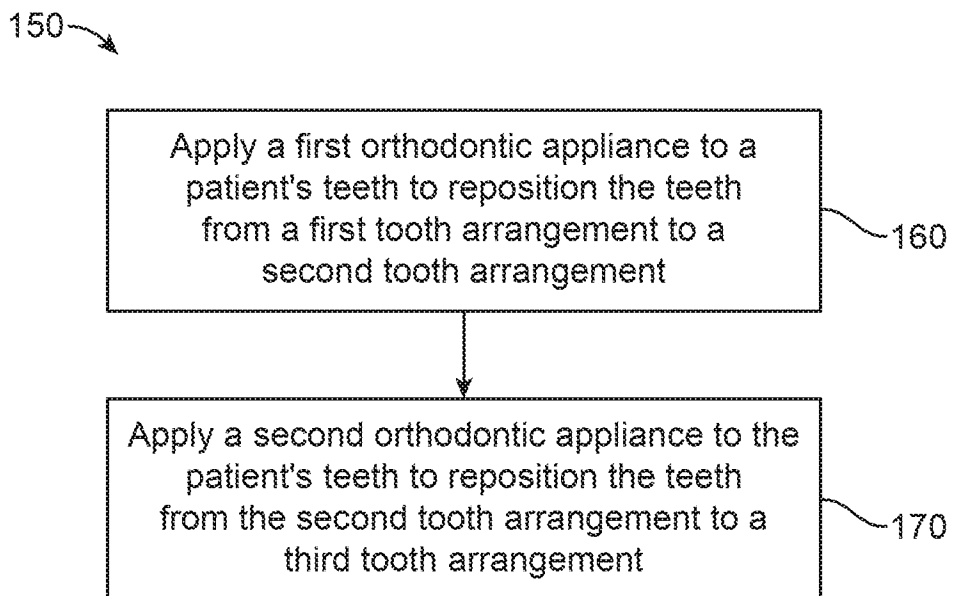 150
Apply a first orthodontic appliance to a
patient's teeth to reposition the teeth
from a first tooth arrangement to a
second tooth arrangement
160
Apply a second orthodontic appliance to the
patient's teeth to reposition the teeth
from the second tooth arrangement to a
third tooth arrangement
170